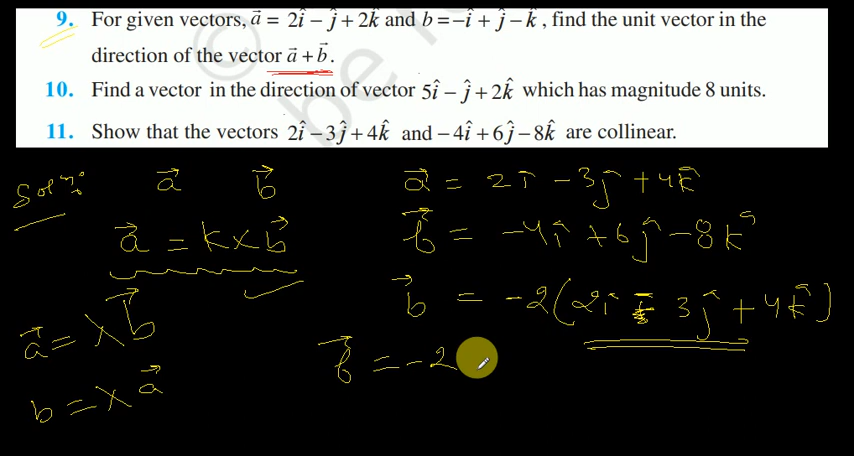 9. For given vectors, a⃗ = 2î − ĵ + 2k̂ and b⃗ = −î + ĵ − k̂, find the unit vector in the
direction of the vector a⃗ + b⃗.
10. Find a vector in the direction of vector 5î − ĵ + 2k̂ which has magnitude 8 units.
11. Show that the vectors 2î − 3ĵ + 4k̂ and − 4î + 6ĵ − 8k̂ are collinear.
Solⁿ: a⃗ b⃗
a⃗ = k × b⃗
a⃗ = λb⃗
b = λa⃗
a⃗ = 2î − 3ĵ + 4k̂
b⃗ = −4î + 6ĵ − 8k̂
b⃗ = −2(2î − 3ĵ + 4k̂)
b⃗ = −2